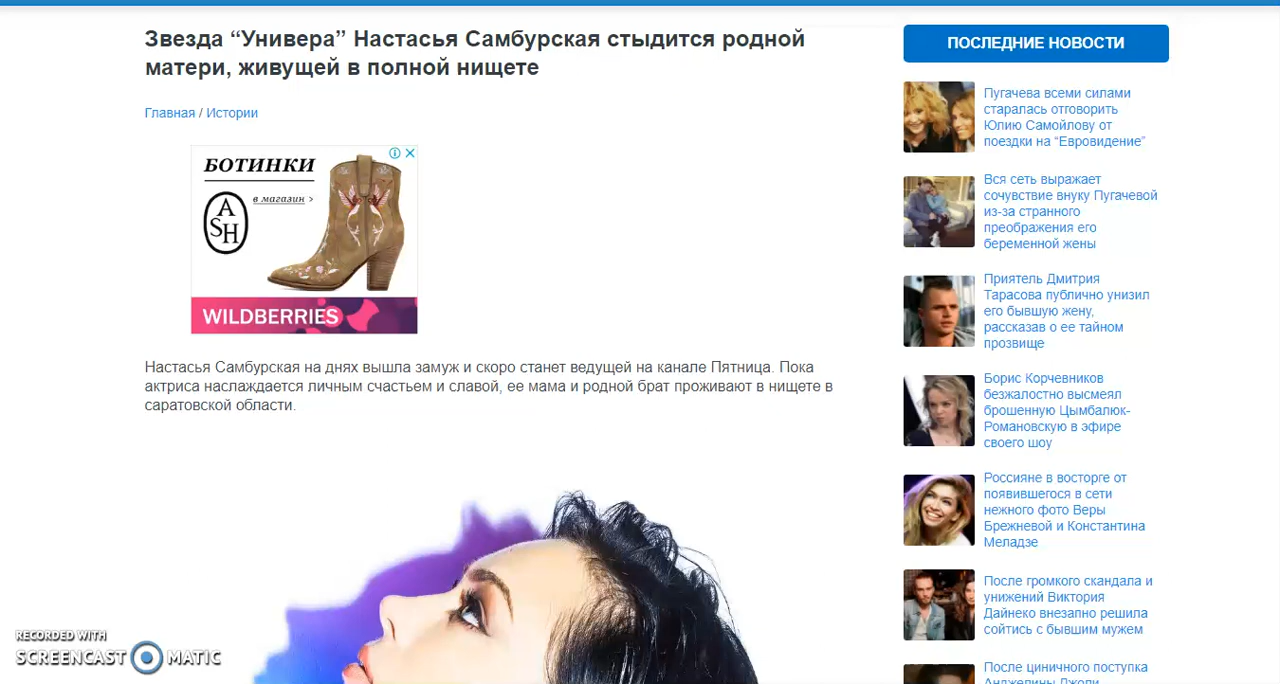 Звезда “Универа” Настасья Самбурская стыдится родной
матери, живущей в полной нищете
Главная / Истории
БОТИНКИ
в магазин >
ASH
WILDBERRIES
Настасья Самбурская на днях вышла замуж и скоро станет ведущей на канале Пятница. Пока
актриса наслаждается личным счастьем и славой, ее мама и родной брат проживают в нищете в
саратовской области.
ПОСЛЕДНИЕ НОВОСТИ
Пугачева всеми силами
старалась отговорить
Юлию Самойлову от
поездки на “Евровидение”
Вся сеть выражает
сочувствие внуку Пугачевой
из-за странного
преображения его
беременной жены
Приятель Дмитрия
Тарасова публично унизил
его бывшую жену,
рассказав о ее тайном
прозвище
Борис Корчевников
безжалостно высмеял
брошенную Цымбалюк-
Романовскую в эфире
своего шоу
Россияне в восторге от
появившегося в сети
нежного фото Веры
Брежневой и Константина
Меладзе
После громкого скандала и
унижений Виктория
Дайнеко внезапно решила
сойтись с бывшим мужем
После циничного поступка
Анджелины Джоли
RECORDED WITH
SCREENCAST MATIC